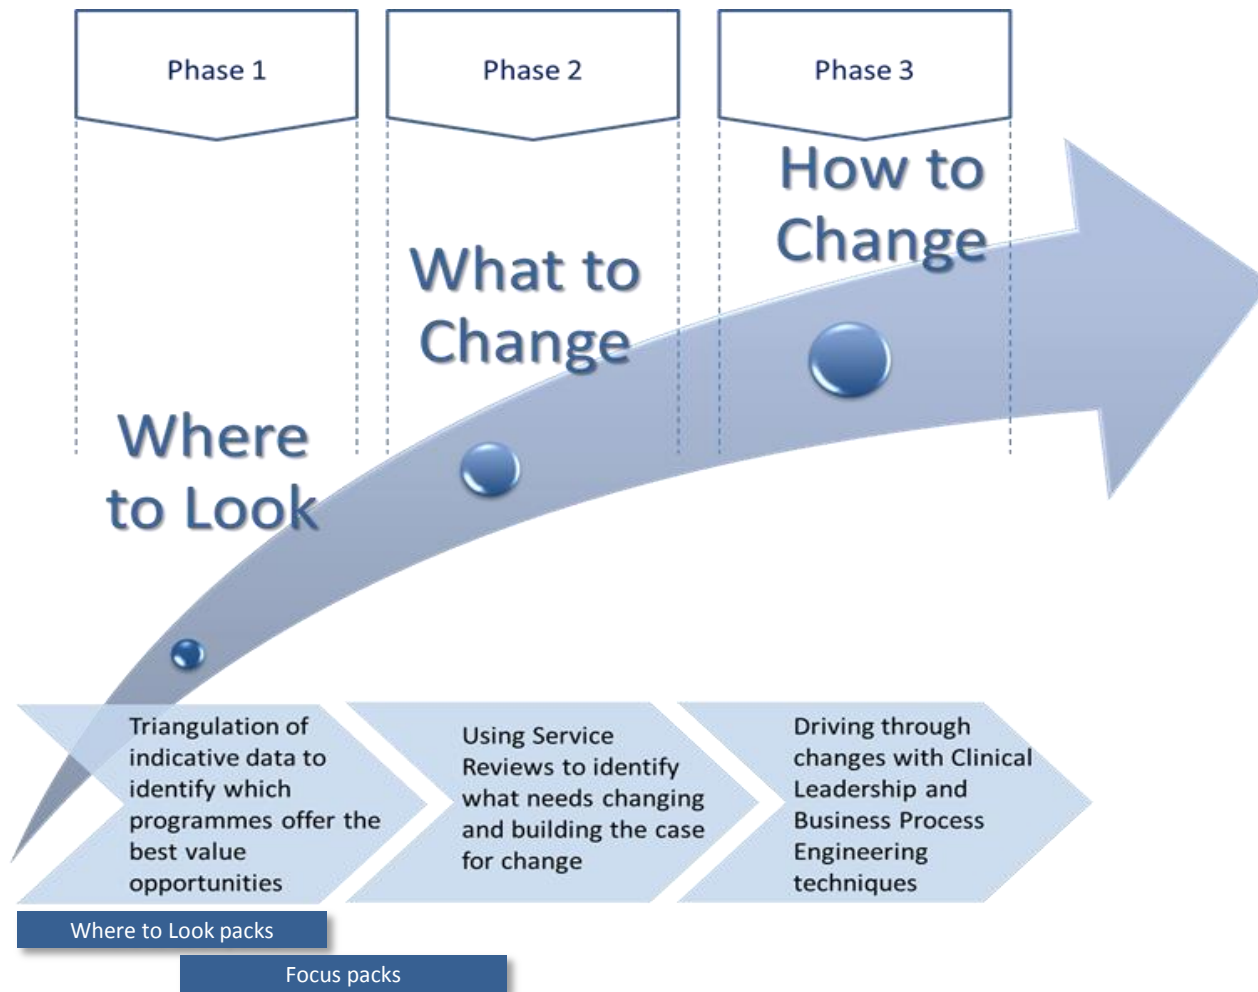 Phase 1
Phase 2
Phase 3
How to
Change
What to
Change
Where
to Look
Triangulation of
indicative data to
identify which
programmes offer the
best value
opportunities
Using Service
Reviews to identify
what needs changing
and building the case
for change
Driving through
changes with Clinical
Leadership and
Business Process
Engineering
techniques
Where to Look packs
Focus packs